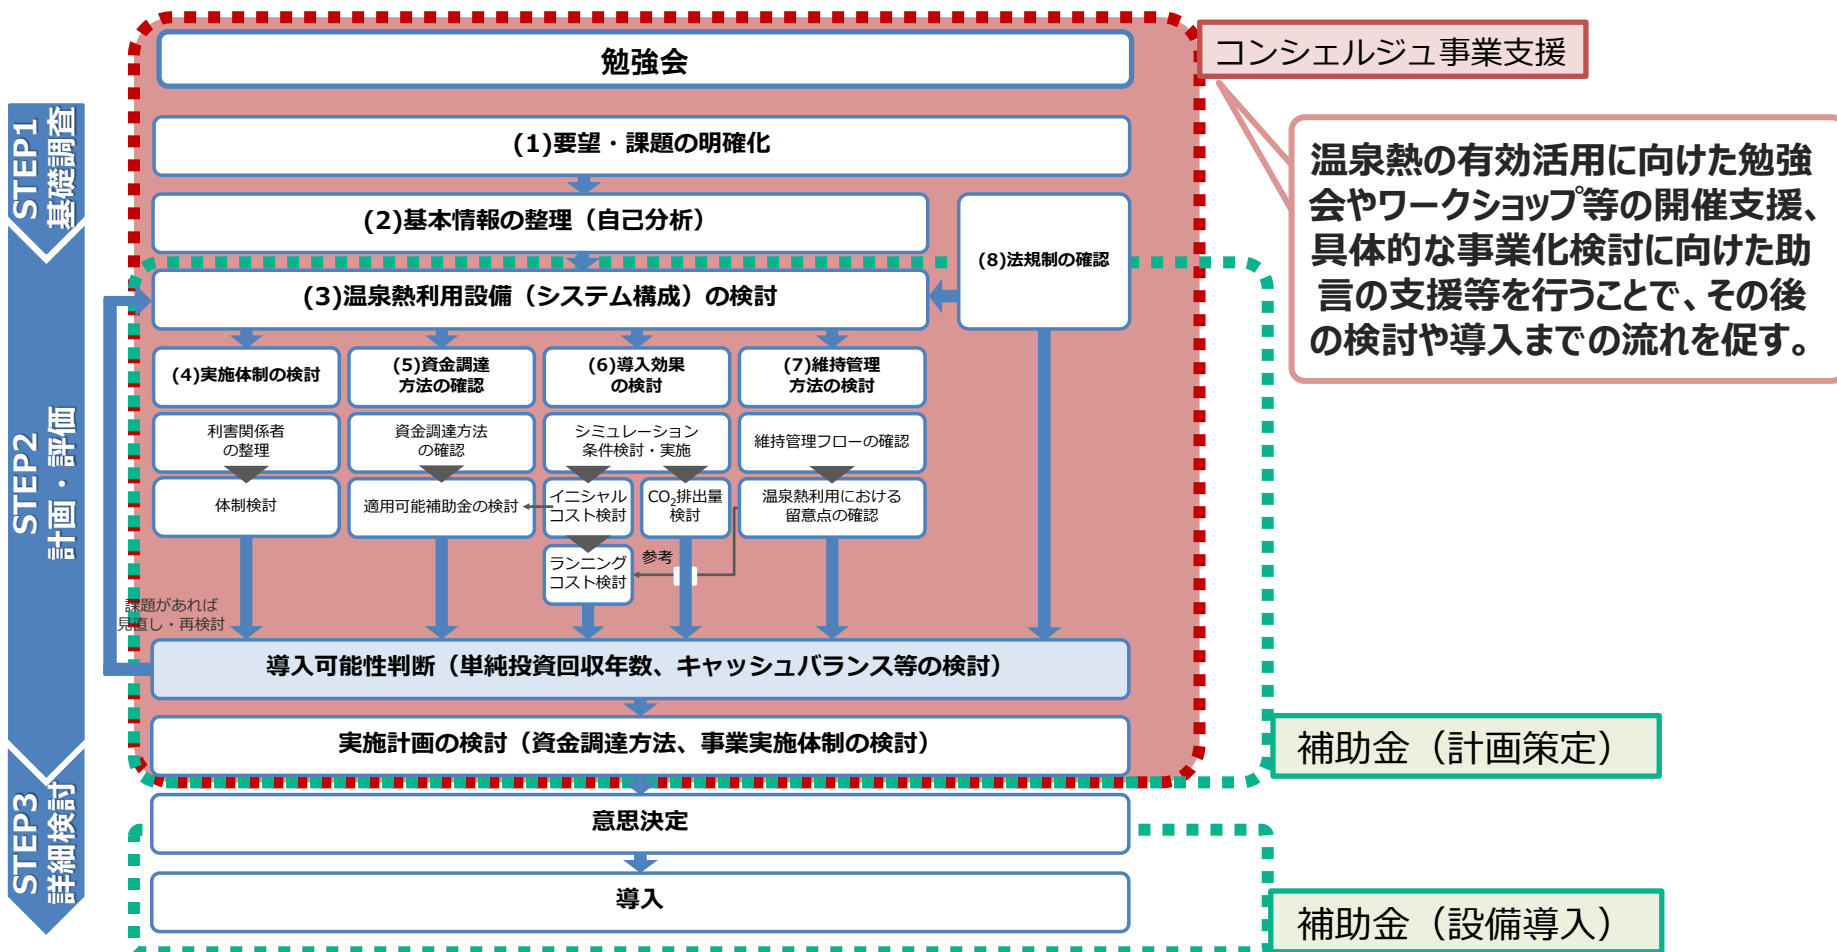 勉強会
コンシェルジュ事業支援
STEP1
基礎調査
(1)要望・課題の明確化
温泉熱の有効活用に向けた勉強
会やワークショップ等の開催支援、
具体的な事業化検討に向けた助
言の支援等を行うことで、その後
の検討や導入までの流れを促す。
(2)基本情報の整理（自己分析）
(8)法規制の確認
STEP2
計画・評価
(3)温泉熱利用設備（システム構成）の検討
(4)実施体制の検討
(5)資金調達
方法の確認
(6)導入効果
の検討
(7)維持管理
方法の検討
利害関係者
の整理
資金調達方法
の確認
シミュレーション
条件検討・実施
維持管理フローの確認
体制検討
適用可能補助金の検討
イニシャル
コスト検討
CO₂排出量
検討
温泉熱利用における
留意点の確認
ランニング
コスト検討
参考
課題があれば
見直し・再検討
導入可能性判断（単純投資回収年数、キャッシュバランス等の検討）
実施計画の検討（資金調達方法、事業実施体制の検討）
補助金（計画策定）
STEP3
詳細検討
意思決定
導入
補助金（設備導入）